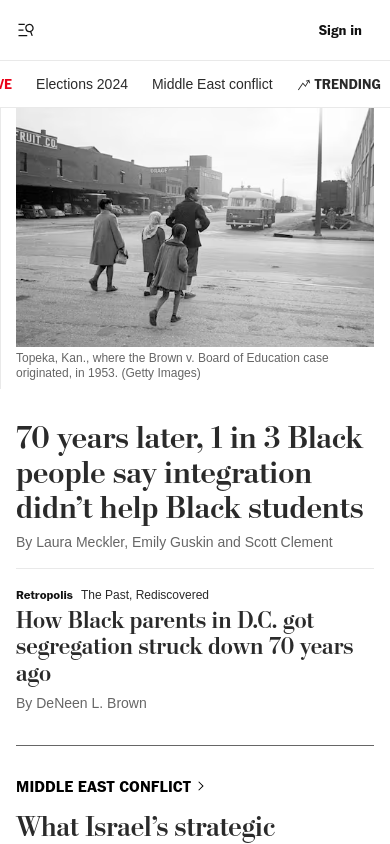 Sign in
VE
Elections 2024
Middle East conflict
TRENDING
FRUIT CO.
Topeka, Kan., where the Brown v. Board of Education case
originated, in 1953. (Getty Images)
70 years later, 1 in 3 Black
people say integration
didn’t help Black students
By Laura Meckler, Emily Guskin and Scott Clement
Retropolis The Past, Rediscovered
How Black parents in D.C. got
segregation struck down 70 years
ago
By DeNeen L. Brown
MIDDLE EAST CONFLICT
What Israel’s strategic